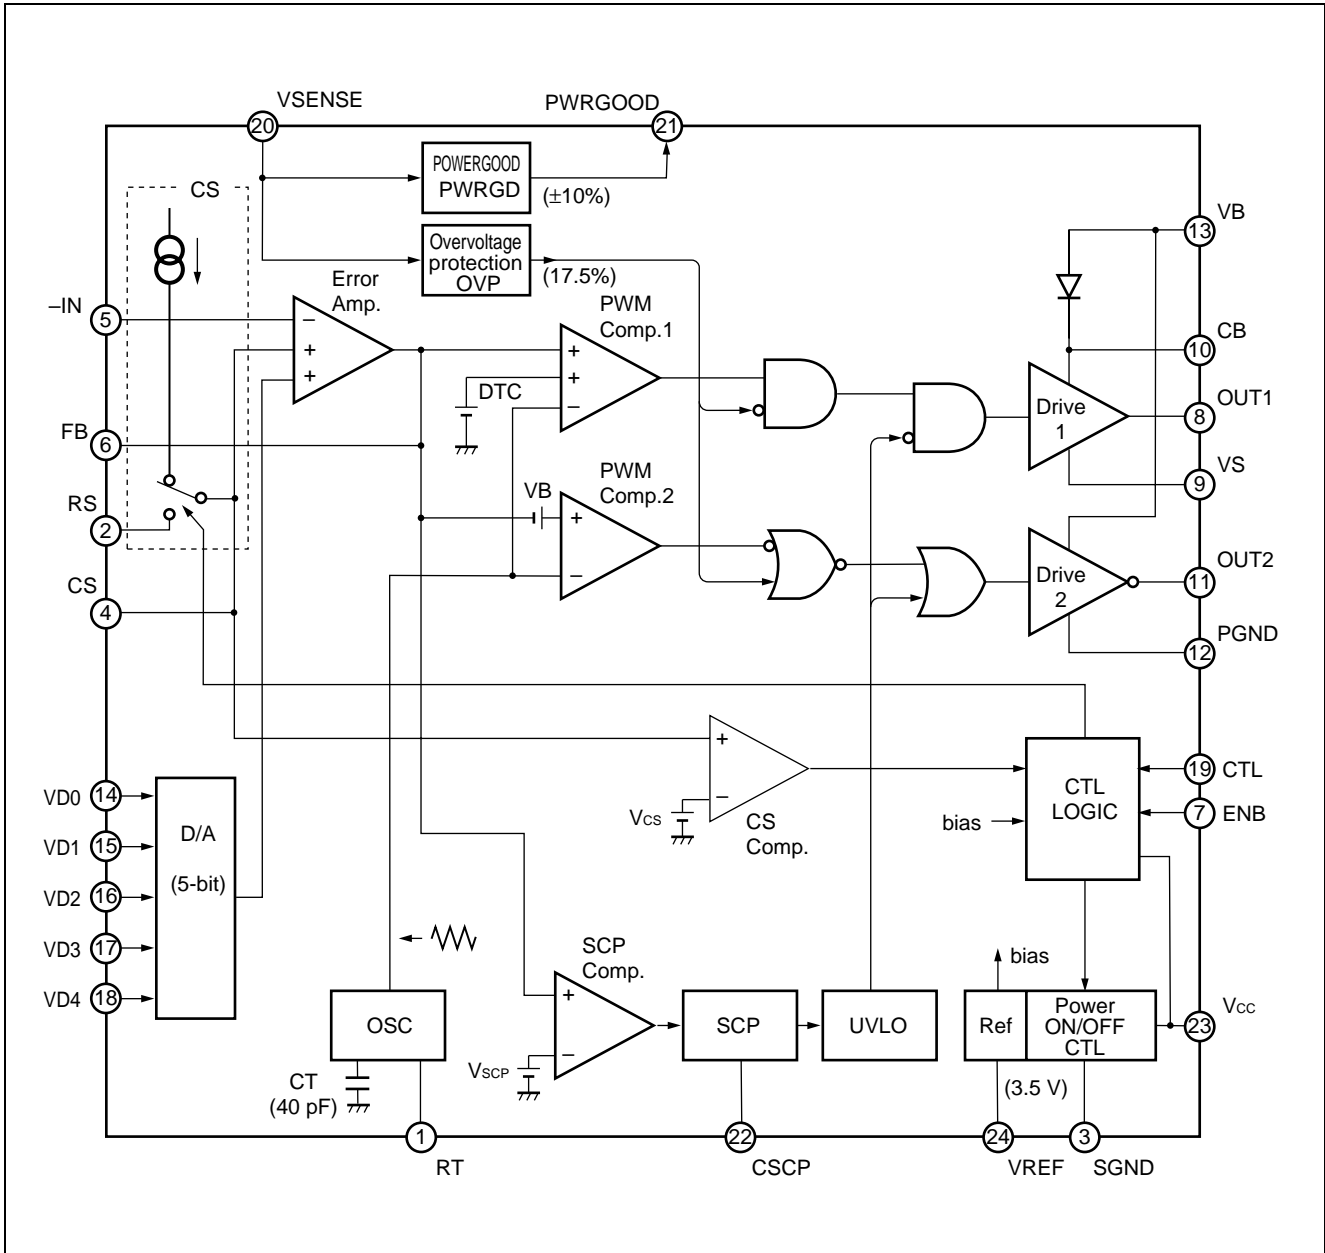 VSENSE
20
PWRGOOD
21
CS
POWERGOOD
PWRGD
(±10%)
Overvoltage
protection
OVP
(17.5%)
VB
13
–IN
5
Error
Amp.
–
+
+
PWM
Comp.1
+
+
–
DTC
CB
10
Drive
1
OUT1
8
FB
6
VS
9
RS
2
VB
PWM
Comp.2
+
–
Drive
2
OUT2
11
CS
4
PGND
12
+
–
VCS
CS
Comp.
CTL
LOGIC
bias
19
CTL
7
ENB
VD0
14
VD1
15
VD2
16
VD3
17
VD4
18
D/A
(5-bit)
SCP
Comp.
+
–
VSCP
OSC
CT
(40 pF)
SCP
UVLO
bias
Ref
Power
ON/OFF
CTL
(3.5 V)
VCC
23
1
RT
22
CSCP
24
VREF
3
SGND